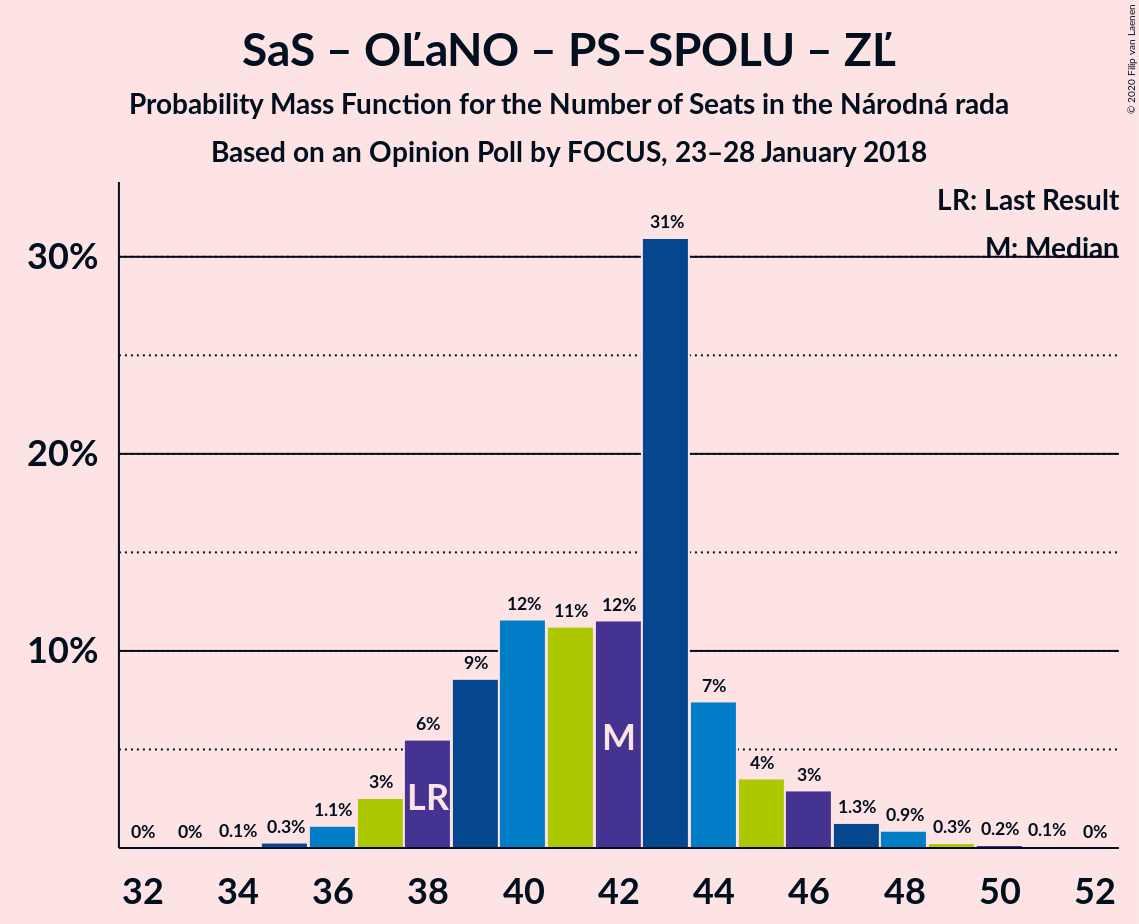 SaS – OĽaNO – PS–SPOLU – ZĽ
Probability Mass Function for the Number of Seats in the Národná rada
Based on an Opinion Poll by FOCUS, 23–28 January 2018
© 2020 Filip van Laenen
LR: Last Result
M: Median
30%
20%
10%
0% 0% 0.1% 0.3% 1.1% 3% 6% 9% 12% 11% 12% 31% 7% 4% 3% 1.3% 0.9% 0.3% 0.2% 0.1% 0%
LR M
32 34 36 38 40 42 44 46 48 50 52